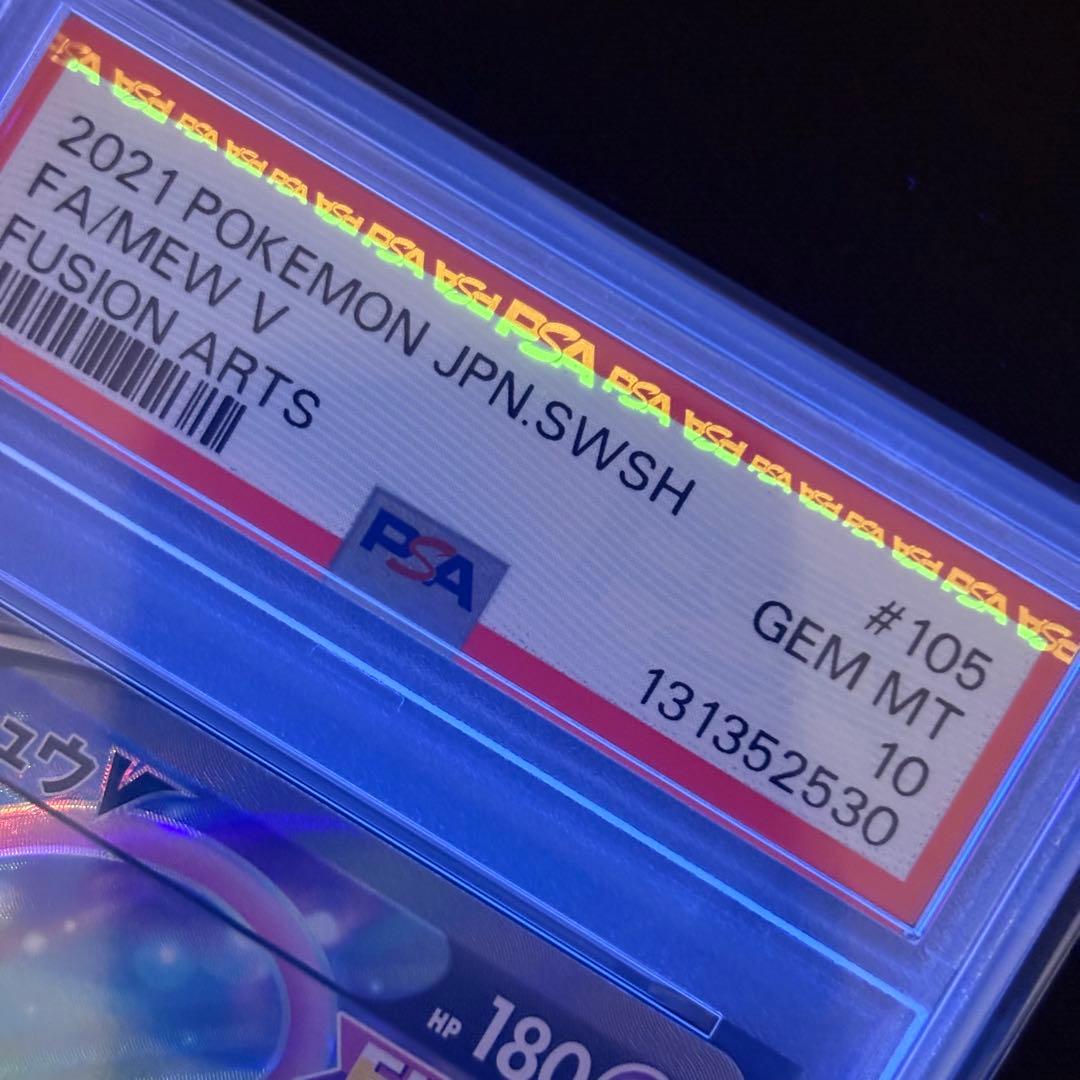 PSA
2021 POKEMON JPN.SWSH #105
FA/MEW V GEM MT
FUSION ARTS 10
131352530
PSA
ュウV
HP 180